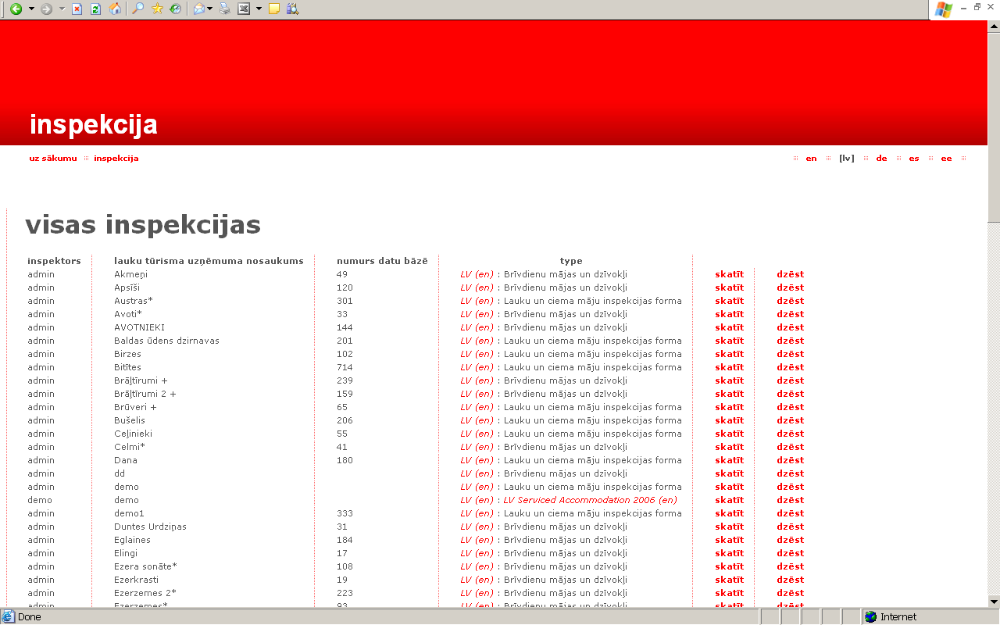 inspekcija
uz sākumu inspekcija en [lv] de es ee
visas inspekcijas
inspektors lauku tūrisma uzņēmuma nosaukums numurs datu bāzē type
admin Akmeņi 49 LV (en) : Brīvdienu mājas un dzīvokļi skatīt dzēst
admin Apsīši 120 LV (en) : Brīvdienu mājas un dzīvokļi skatīt dzēst
admin Austras* 301 LV (en) : Lauku un ciema māju inspekcijas forma skatīt dzēst
admin Avoti* 33 LV (en) : Brīvdienu mājas un dzīvokļi skatīt dzēst
admin AVOTNIEKI 144 LV (en) : Brīvdienu mājas un dzīvokļi skatīt dzēst
admin Baldas ūdens dzirnavas 201 LV (en) : Lauku un ciema māju inspekcijas forma skatīt dzēst
admin Birzes 102 LV (en) : Lauku un ciema māju inspekcijas forma skatīt dzēst
admin Bitītes 714 LV (en) : Lauku un ciema māju inspekcijas forma skatīt dzēst
admin Brāļtīrumi + 239 LV (en) : Brīvdienu mājas un dzīvokļi skatīt dzēst
admin Brāļtīrumi 2 + 159 LV (en) : Brīvdienu mājas un dzīvokļi skatīt dzēst
admin Brūveri + 65 LV (en) : Lauku un ciema māju inspekcijas forma skatīt dzēst
admin Bušelis 206 LV (en) : Lauku un ciema māju inspekcijas forma skatīt dzēst
admin Ceļinieki 55 LV (en) : Lauku un ciema māju inspekcijas forma skatīt dzēst
admin Celmi* 41 LV (en) : Brīvdienu mājas un dzīvokļi skatīt dzēst
admin Dana 180 LV (en) : Lauku un ciema māju inspekcijas forma skatīt dzēst
admin dd LV (en) : Brīvdienu mājas un dzīvokļi skatīt dzēst
admin demo LV (en) : Lauku un ciema māju inspekcijas forma skatīt dzēst
demo demo LV (en) : LV Serviced Accommodation 2006 (en) skatīt dzēst
admin demo1 333 LV (en) : Lauku un ciema māju inspekcijas forma skatīt dzēst
admin Duntes Urdziņas 31 LV (en) : Brīvdienu mājas un dzīvokļi skatīt dzēst
admin Eglaines 184 LV (en) : Brīvdienu mājas un dzīvokļi skatīt dzēst
admin Elingi 17 LV (en) : Brīvdienu mājas un dzīvokļi skatīt dzēst
admin Ezera sonāte* 108 LV (en) : Brīvdienu mājas un dzīvokļi skatīt dzēst
admin Ezerkrasti 19 LV (en) : Brīvdienu mājas un dzīvokļi skatīt dzēst
admin Ezerzemes 2* 223 LV (en) : Brīvdienu mājas un dzīvokļi skatīt dzēst
admin Ezerzemes* 93 LV (en) : Brīvdienu mājas un dzīvokļi skatīt dzēst
Done Internet